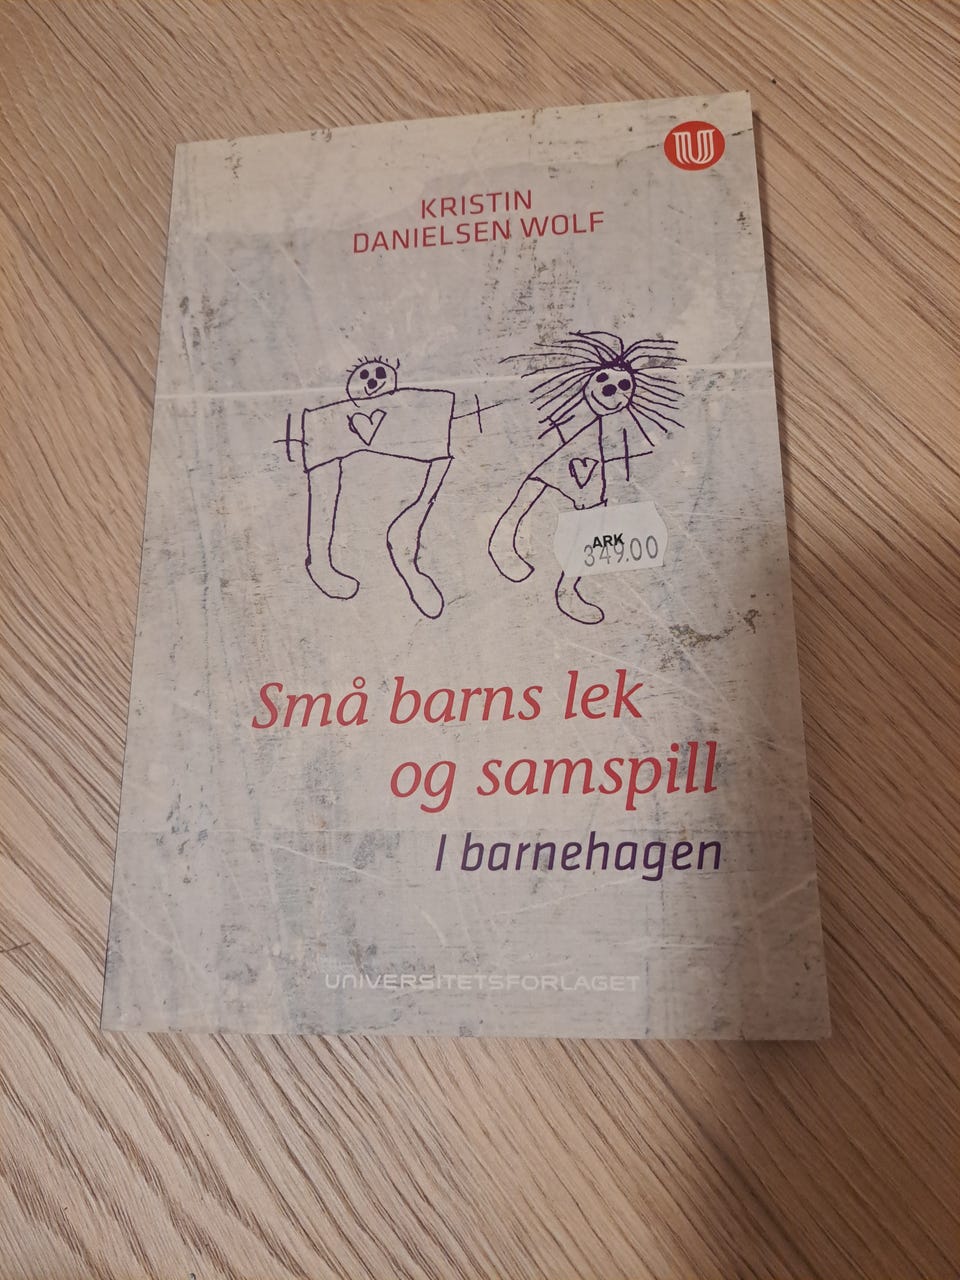 KRISTIN
DANIELSEN WOLF
ARK
349.00
Små barns lek
og samspill
I barnehagen
UNIVERSITETSFORLAGET